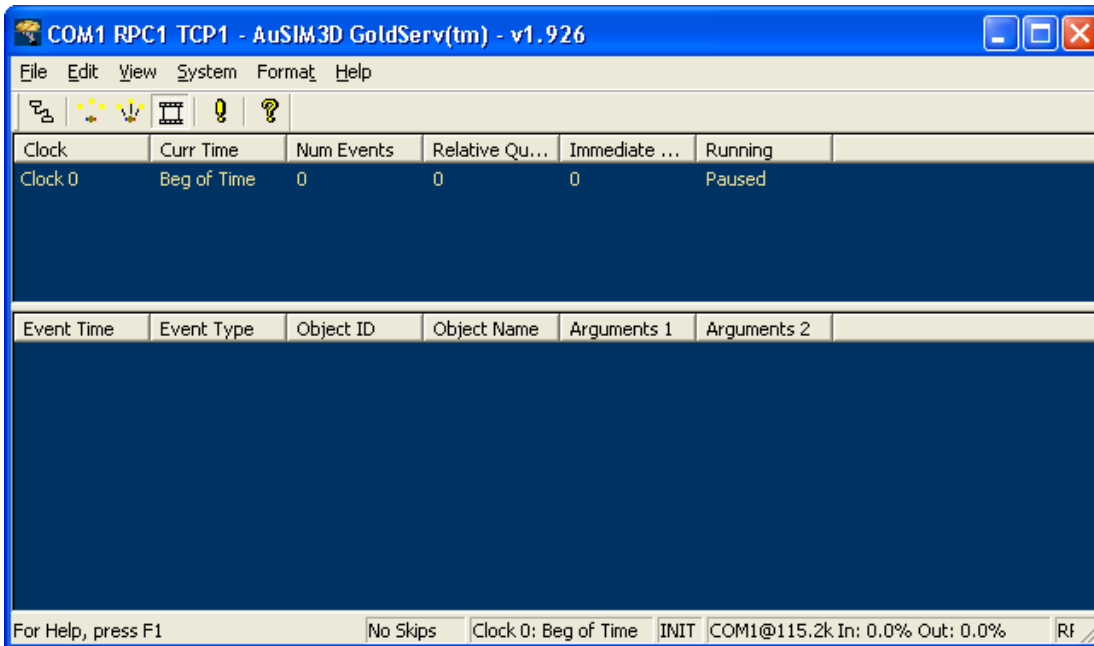 COM1 RPC1 TCP1 - AuSIM3D GoldServ(tm) - v1.926
File Edit View System Format Help
Clock Curr Time Num Events Relative Qu... Immediate ... Running
Clock 0 Beg of Time 0 0 0 Paused
Event Time Event Type Object ID Object Name Arguments 1 Arguments 2
For Help, press F1 No Skips Clock 0: Beg of Time INIT COM1@115.2k In: 0.0% Out: 0.0%